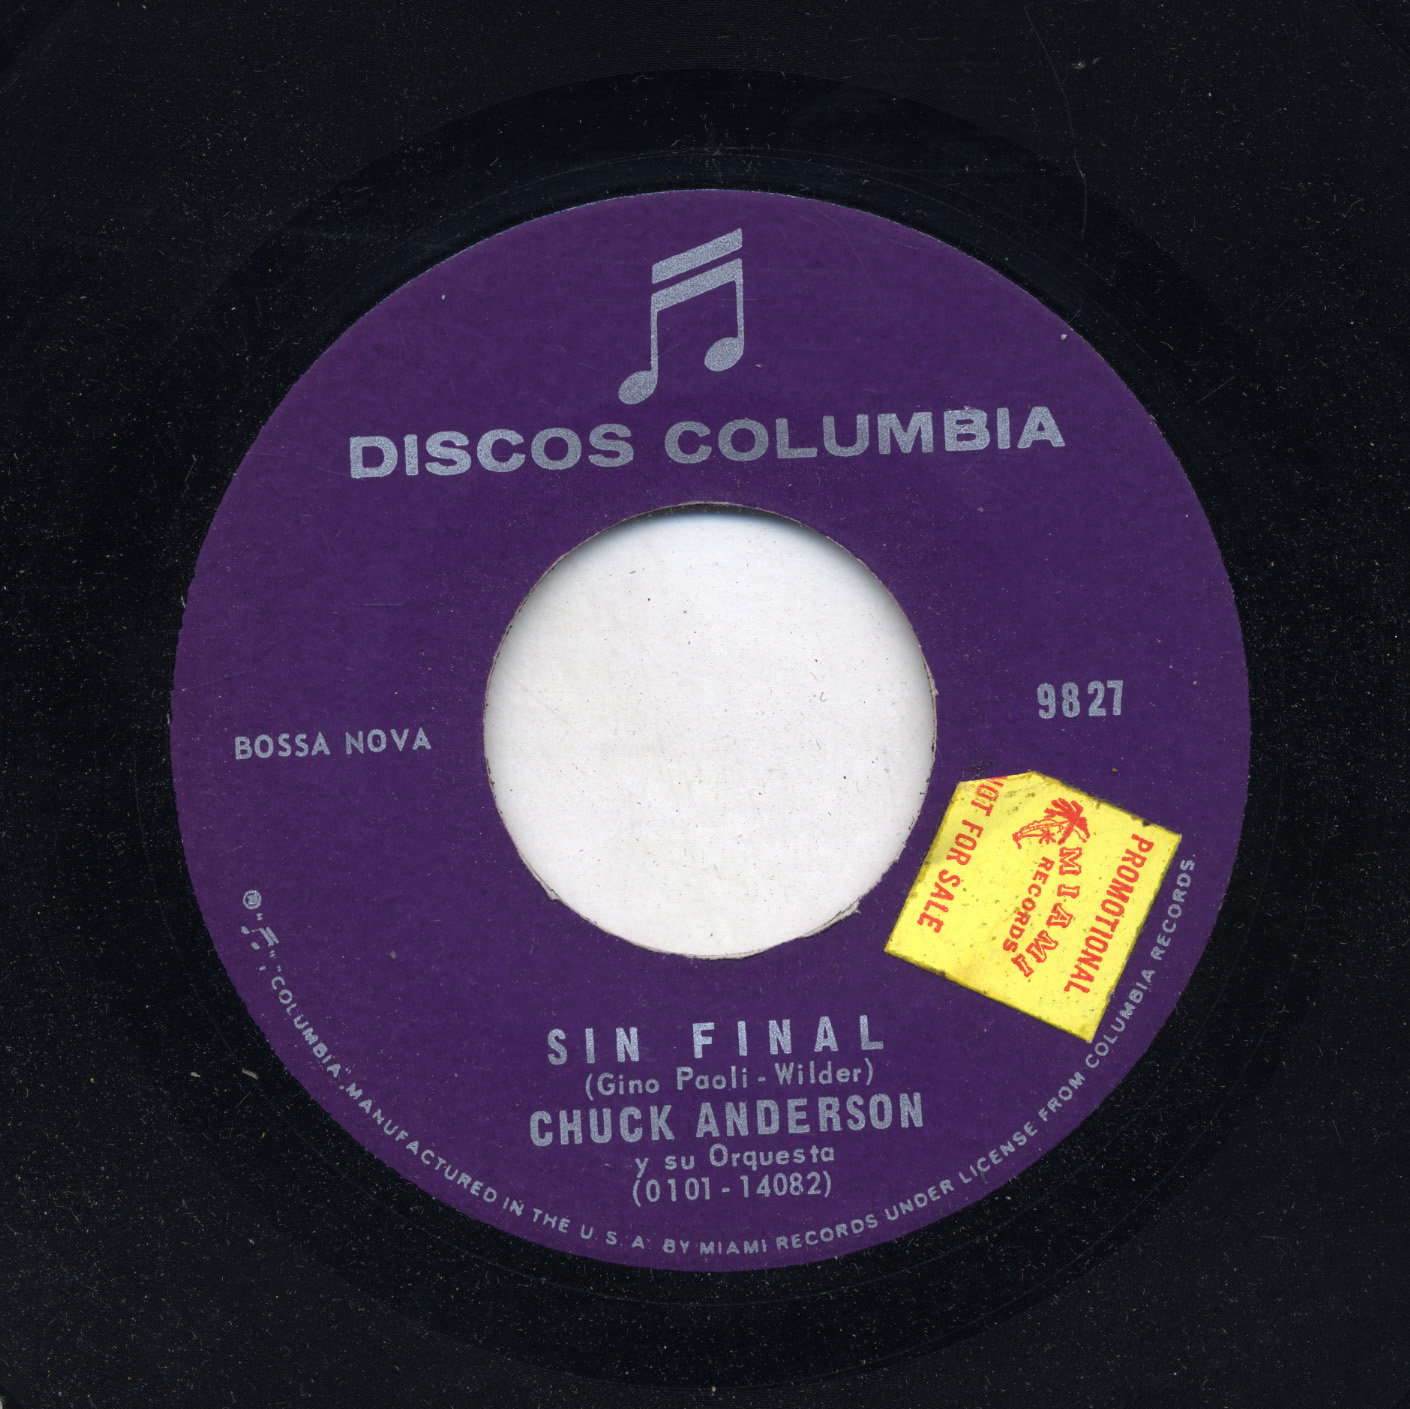 DISCOS COLUMBIA
BOSSA NOVA
9827
PROMOTIONAL
MIAMI
RECORDS
NOT FOR SALE
SIN FINAL
(Gino Paoli - Wilder)
CHUCK ANDERSON
y su Orquesta
(0101 - 14082)
"COLUMBIA" MANUFACTURED IN THE U.S.A. BY MIAMI RECORDS UNDER LICENSE FROM COLUMBIA RECORDS.